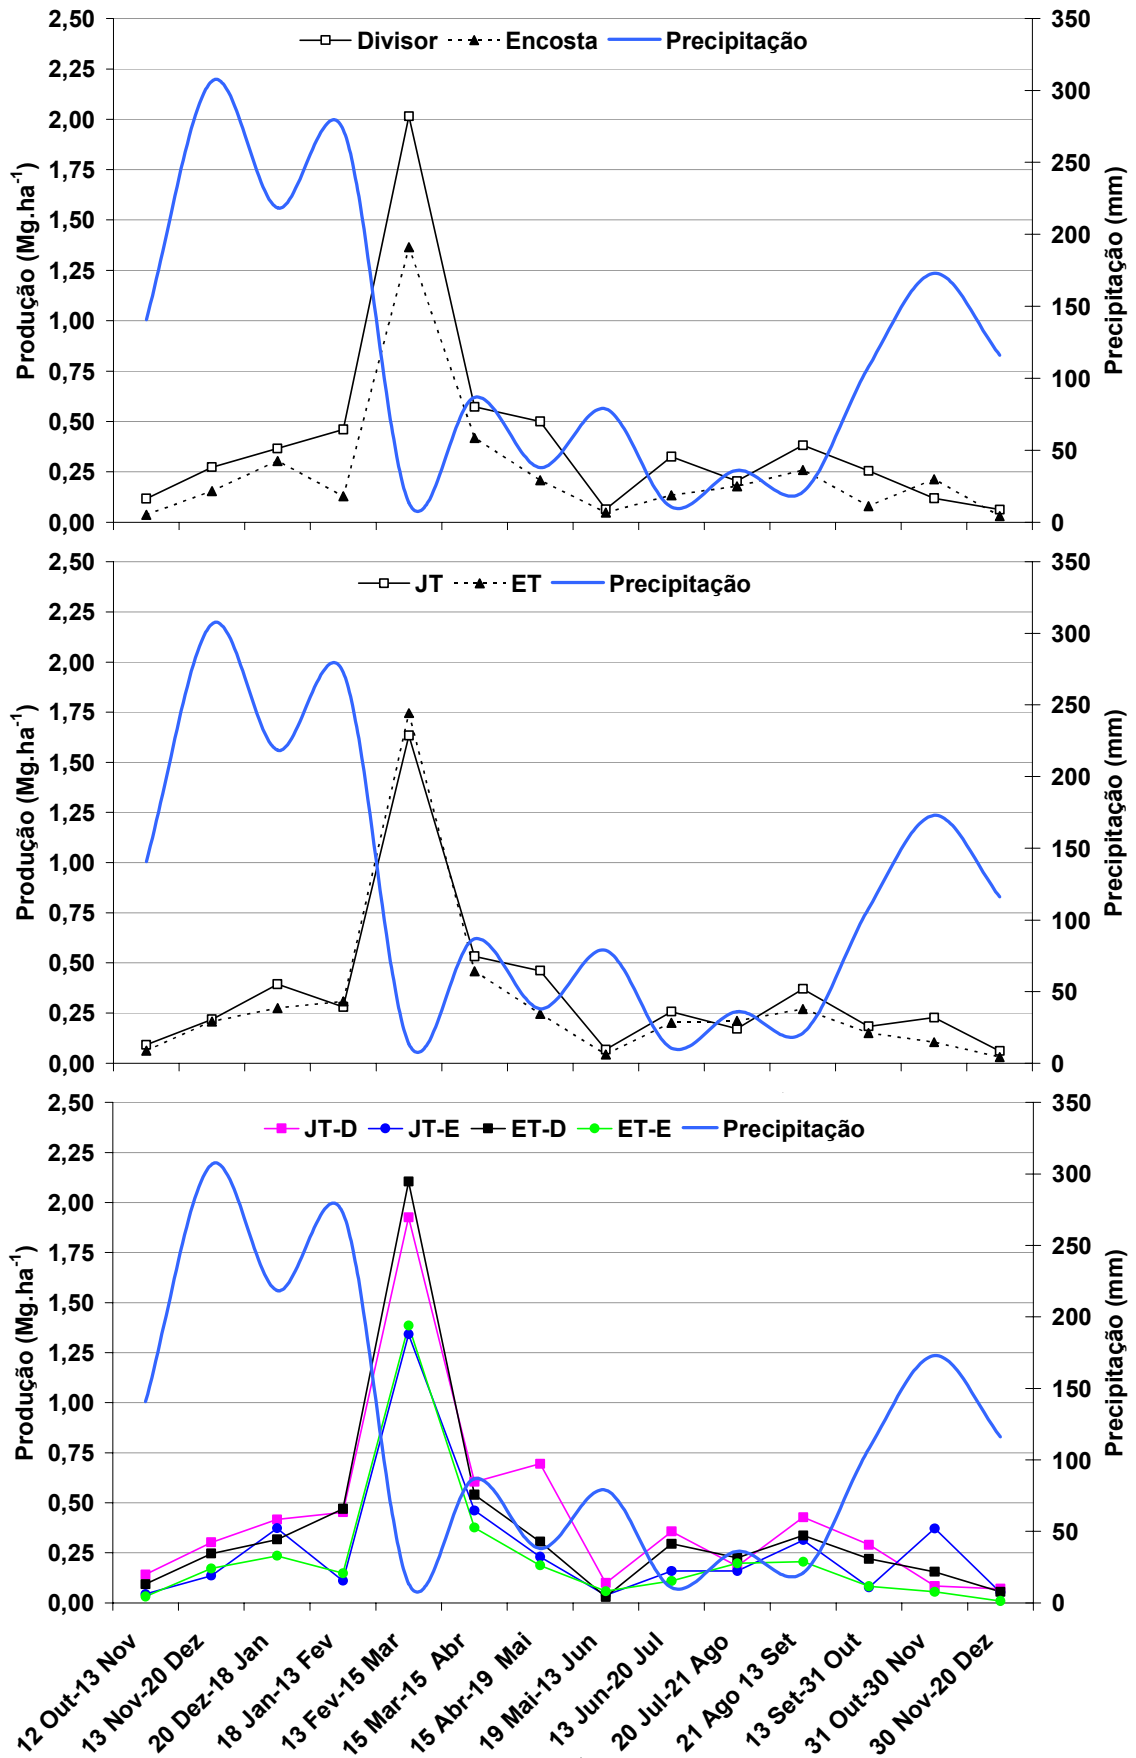 Divisor Encosta Precipitação
2,50
2,25
2,00
1,75
1,50
1,25
1,00
0,75
0,50
0,25
0,00
Produção (Mg.ha⁻¹)
350
300
250
200
150
100
50
0
Precipitação (mm)
JT ET Precipitação
2,50
2,25
2,00
1,75
1,50
1,25
1,00
0,75
0,50
0,25
0,00
Produção (Mg.ha⁻¹)
350
300
250
200
150
100
50
0
Precipitação (mm)
JT-D JT-E ET-D ET-E Precipitação
2,50
2,25
2,00
1,75
1,50
1,25
1,00
0,75
0,50
0,25
0,00
Produção (Mg.ha⁻¹)
350
300
250
200
150
100
50
0
Precipitação (mm)
12 Out-13 Nov
13 Nov-20 Dez
20 Dez-18 Jan
18 Jan-13 Fev
13 Fev-15 Mar
15 Mar-15 Abr
15 Abr-19 Mai
19 Mai-13 Jun
13 Jun-20 Jul
20 Jul-21 Ago
21 Ago 13 Set
13 Set-31 Out
31 Out-30 Nov
30 Nov-20 Dez